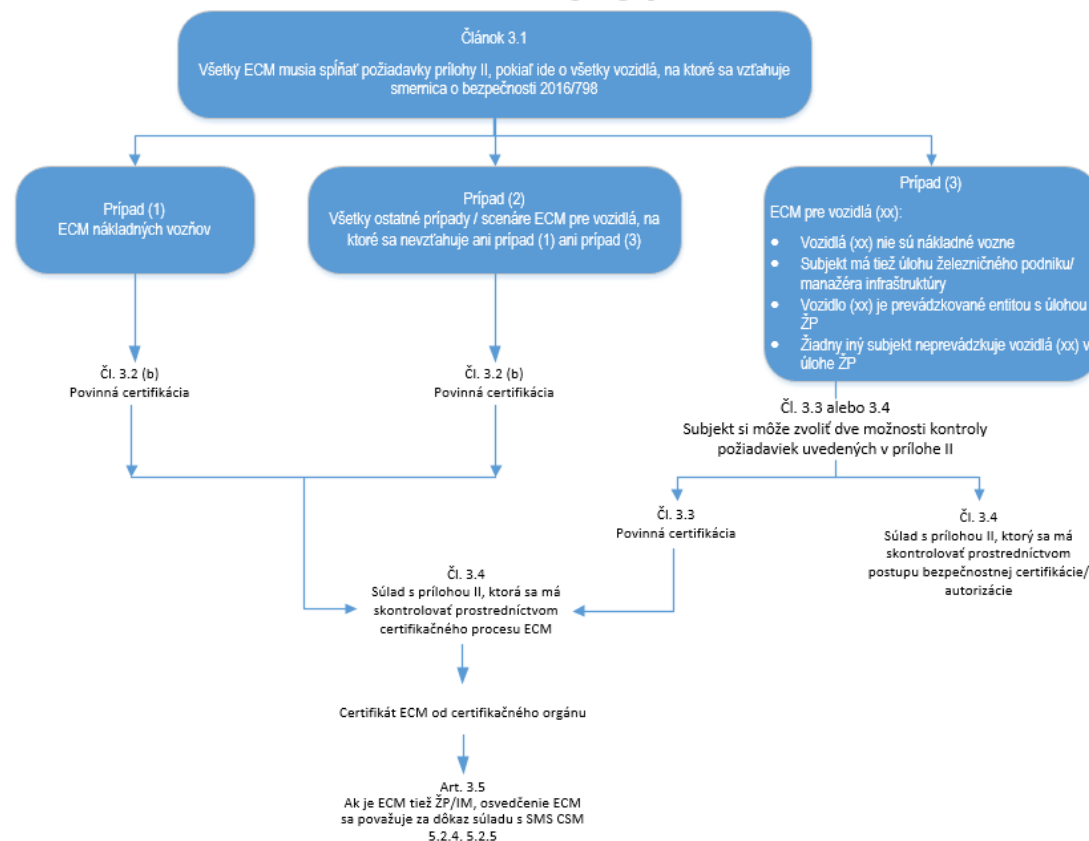 Článok 3.1
Všetky ECM musia spĺňať požiadavky prílohy II, pokiaľ ide o všetky vozidlá, na ktoré sa vzťahuje
smernica o bezpečnosti 2016/798
Prípad (1)
ECM nákladných vozňov
Prípad (2)
Všetky ostatné prípady / scenáre ECM pre vozidlá, na
ktoré sa nevzťahuje ani prípad (1) ani prípad (3)
Prípad (3)
ECM pre vozidlá (xx):
• Vozidlá (xx) nie sú nákladné vozne
• Subjekt má tiež úlohu železničného podniku/
manažéra infraštruktúry
• Vozidlo (xx) je prevádzkované entitou s úlohou
ŽP
• Žiadny iný subjekt neprevádzkuje vozidlá (xx) v
úlohe ŽP
Čl. 3.2 (b)
Povinná certifikácia
Čl. 3.2 (b)
Povinná certifikácia
Čl. 3.3 alebo 3.4
Subjekt si môže zvoliť dve možnosti kontroly
požiadaviek uvedených v prílohe II
Čl. 3.3
Povinná certifikácia
Čl. 3.4
Súlad s prílohou II, ktorý sa má
skontrolovať prostredníctvom
postupu bezpečnostnej certifikácie/
autorizácie
Čl. 3.4
Súlad s prílohou II, ktorá sa má
skontrolovať prostredníctvom
certifikačného procesu ECM
Certifikát ECM od certifikačného orgánu
Art. 3.5
Ak je ECM tiež ŽP/IM, osvedčenie ECM
sa považuje za dôkaz súladu s SMS CSM
5.2.4, 5.2.5